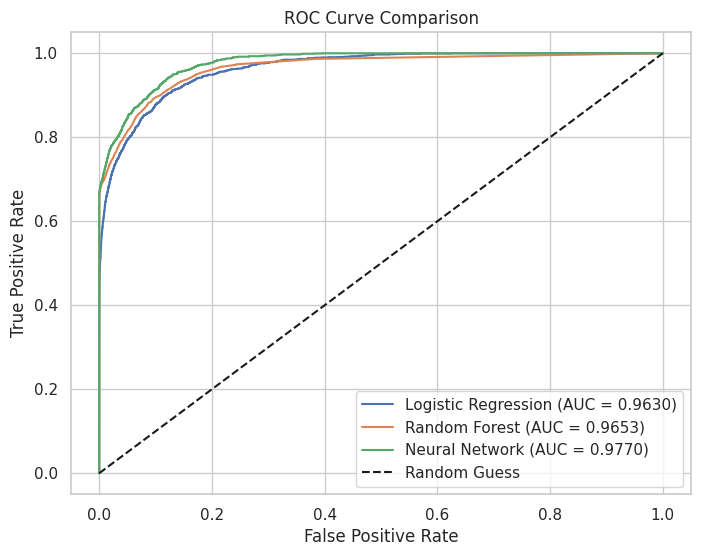 ROC Curve Comparison
1.0
0.8
0.6
0.4
0.2
0.0
True Positive Rate
Logistic Regression (AUC = 0.9630)
Random Forest (AUC = 0.9653)
Neural Network (AUC = 0.9770)
Random Guess
0.0 0.2 0.4 0.6 0.8 1.0
False Positive Rate